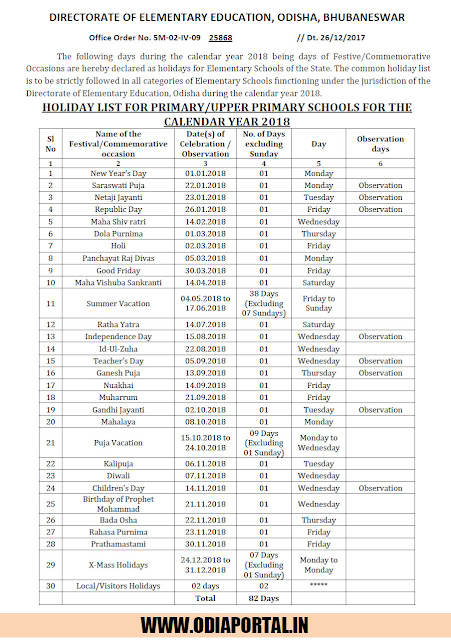 DIRECTORATE OF ELEMENTARY EDUCATION, ODISHA, BHUBANESWAR
Office Order No. 5M-02-IV-09 25868 // Dt. 26/12/2017
The following days during the calendar year 2018 being days of Festive/Commemorative
Occasions are hereby declared as holidays for Elementary Schools of the State. The common holiday list
is to be strictly followed in all categories of Elementary Schools functioning under the jurisdiction of the
Directorate of Elementary Education, Odisha during the calendar year 2018.
HOLIDAY LIST FOR PRIMARY/UPPER PRIMARY SCHOOLS FOR THE
CALENDAR YEAR 2018
Sl No Name of the Festival/Commemorative occasion Date(s) of Celebration / Observation No. of Days excluding Sunday Day Observation days
1 2 3 4 5 6
1 New Year's Day 01.01.2018 01 Monday
2 Saraswati Puja 22.01.2018 01 Monday Observation
3 Netaji Jayanti 23.01.2018 01 Tuesday Observation
4 Republic Day 26.01.2018 01 Friday Observation
5 Maha Shiv ratri 14.02.2018 01 Wednesday
6 Dola Purnima 01.03.2018 01 Thursday
7 Holi 02.03.2018 01 Friday
8 Panchayat Raj Divas 05.03.2018 01 Monday
9 Good Friday 30.03.2018 01 Friday
10 Maha Vishuba Sankranti 14.04.2018 01 Saturday
11 Summer Vacation 04.05.2018 to 17.06.2018 38 Days (Excluding 07 Sundays) Friday to Sunday
12 Ratha Yatra 14.07.2018 01 Saturday
13 Independence Day 15.08.2018 01 Wednesday Observation
14 Id-Ul-Zuha 22.08.2018 01 Wednesday
15 Teacher's Day 05.09.2018 01 Wednesday Observation
16 Ganesh Puja 13.09.2018 01 Thursday Observation
17 Nuakhai 14.09.2018 01 Friday
18 Muharrum 21.09.2018 01 Friday
19 Gandhi Jayanti 02.10.2018 01 Tuesday Observation
20 Mahalaya 08.10.2018 01 Monday
21 Puja Vacation 15.10.2018 to 24.10.2018 09 Days (Excluding 01 Sunday) Monday to Wednesday
22 Kalipuja 06.11.2018 01 Tuesday
23 Diwali 07.11.2018 01 Wednesday
24 Children's Day 14.11.2018 01 Wednesday Observation
25 Birthday of Prophet Mohammad 21.11.2018 01 Wednesday
26 Bada Osha 22.11.2018 01 Thursday
27 Rahasa Purnima 23.11.2018 01 Friday
28 Prathamastami 30.11.2018 01 Friday
29 X-Mass Holidays 24.12.2018 to 31.12.2018 07 Days (Excluding 01 Sunday) Monday to Monday
30 Local/Visitors Holidays 02 days 02 *****
Total 82 Days
WWW.ODIAPORTAL.IN